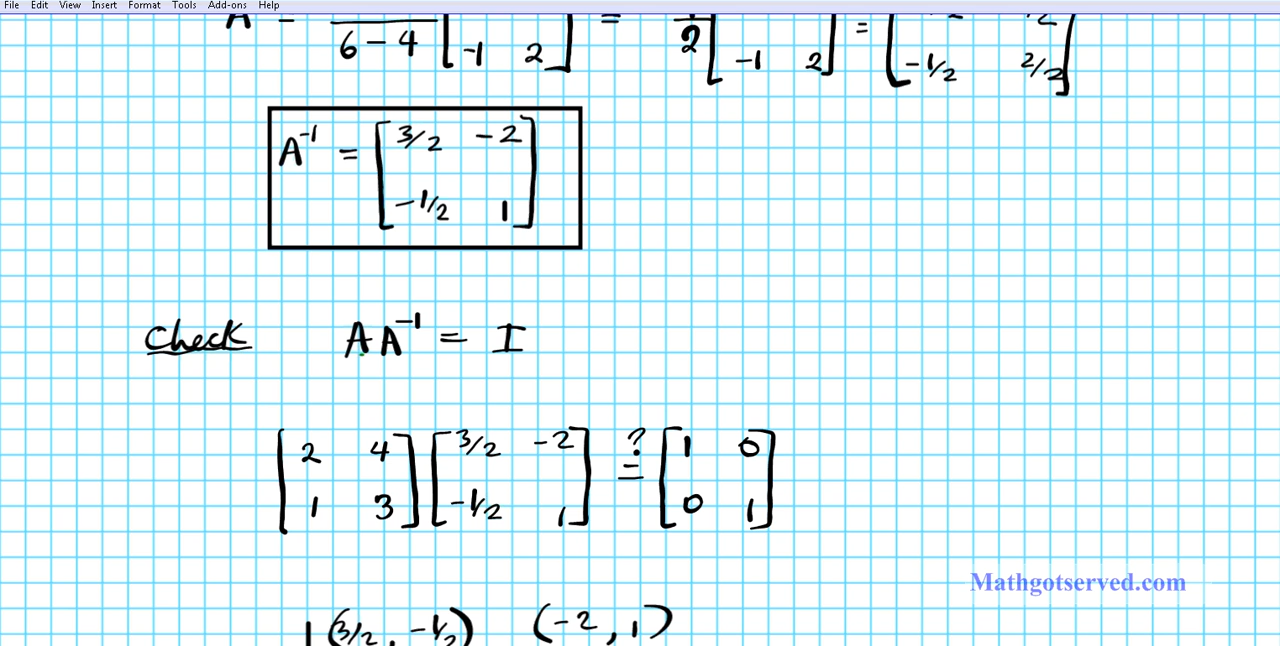 File Edit View Insert Format Tools Add-ons Help
6 - 4 [ -1 2 ] 2 [ -1 2 ] = [ -1/2 2/2 ]
A⁻¹ = [ 3/2 -2
-1/2 1 ]
Check AA⁻¹ = I
[ 2 4 ] [ 3/2 -2 ] ? [ 1 0 ]
[ 1 3 ] [ -1/2 1 ] = [ 0 1 ]
Mathgotserved.com
1 (3/2, -1/2) (-2, 1)